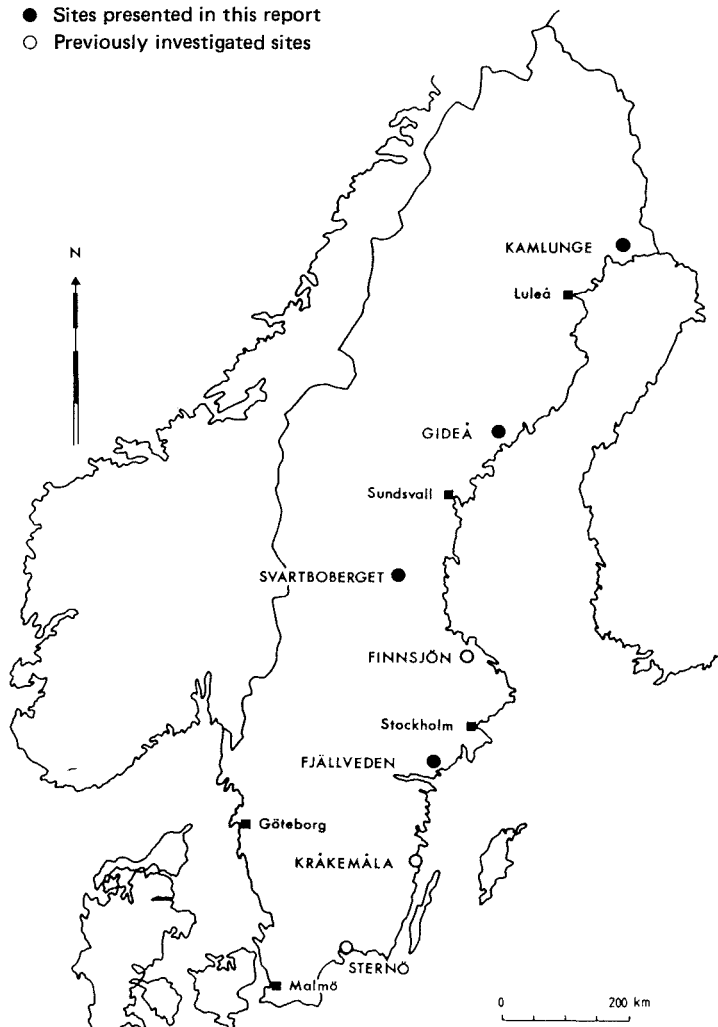 Sites presented in this report
Previously investigated sites
N
KAMLUNGE
Luleå
GIDEÅ
Sundsvall
SVARTBOBERGET
FINNSJÖN
Stockholm
FJÄLLVEDEN
Göteborg
KRÅKEMÅLA
STERNÖ
Malmö
0 200 km